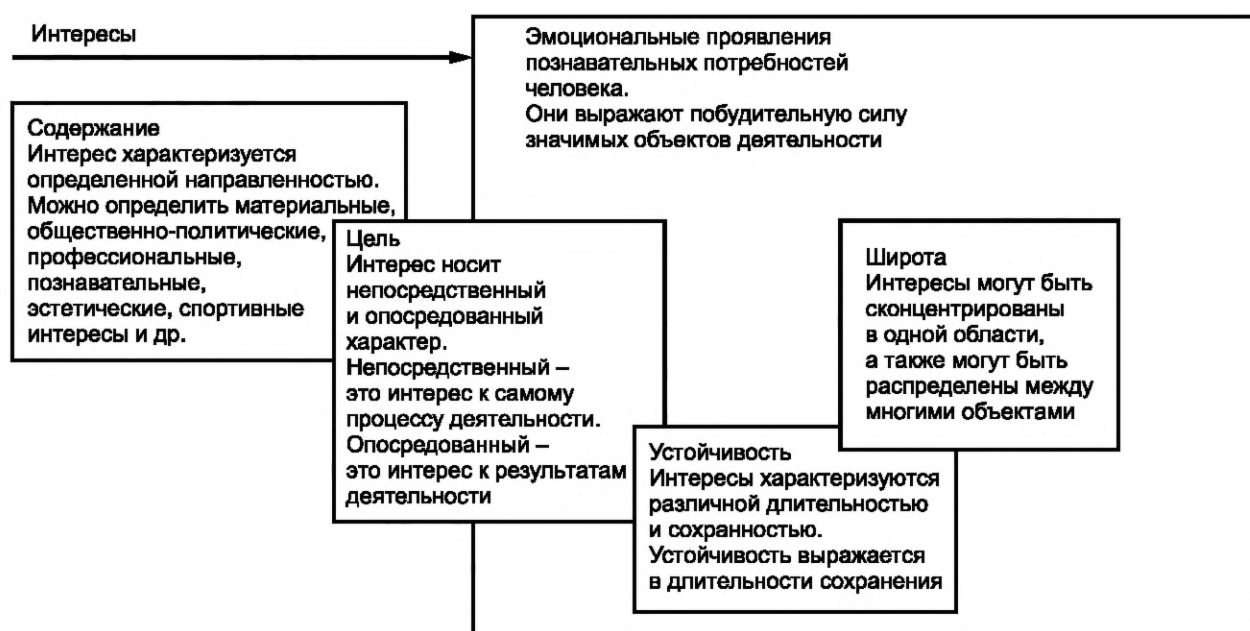 Интересы
Эмоциональные проявления
познавательных потребностей
человека.
Они выражают побудительную силу
значимых объектов деятельности
Содержание
Интерес характеризуется
определенной направленностью.
Можно определить материальные,
общественно-политические,
профессиональные,
познавательные,
эстетические, спортивные
интересы и др.
Цель
Интерес носит
непосредственный
и опосредованный
характер.
Непосредственный –
это интерес к самому
процессу деятельности.
Опосредованный –
это интерес к результатам
деятельности
Устойчивость
Интересы характеризуются
различной длительностью
и сохранностью.
Устойчивость выражается
в длительности сохранения
Широта
Интересы могут быть
сконцентрированы
в одной области,
а также могут быть
распределены между
многими объектами